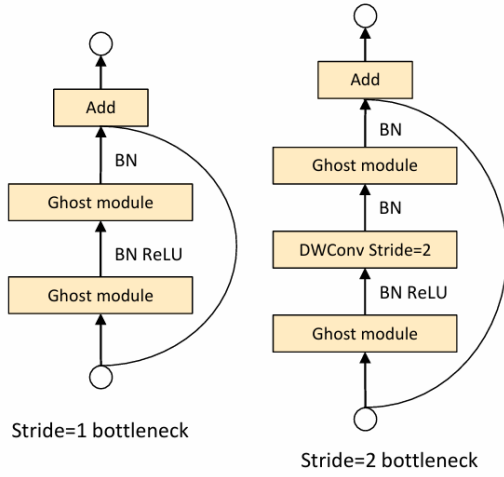 Add
BN
Ghost module
BN ReLU
Ghost module
Stride=1 bottleneck
Add
BN
Ghost module
BN
DWConv Stride=2
BN ReLU
Ghost module
Stride=2 bottleneck